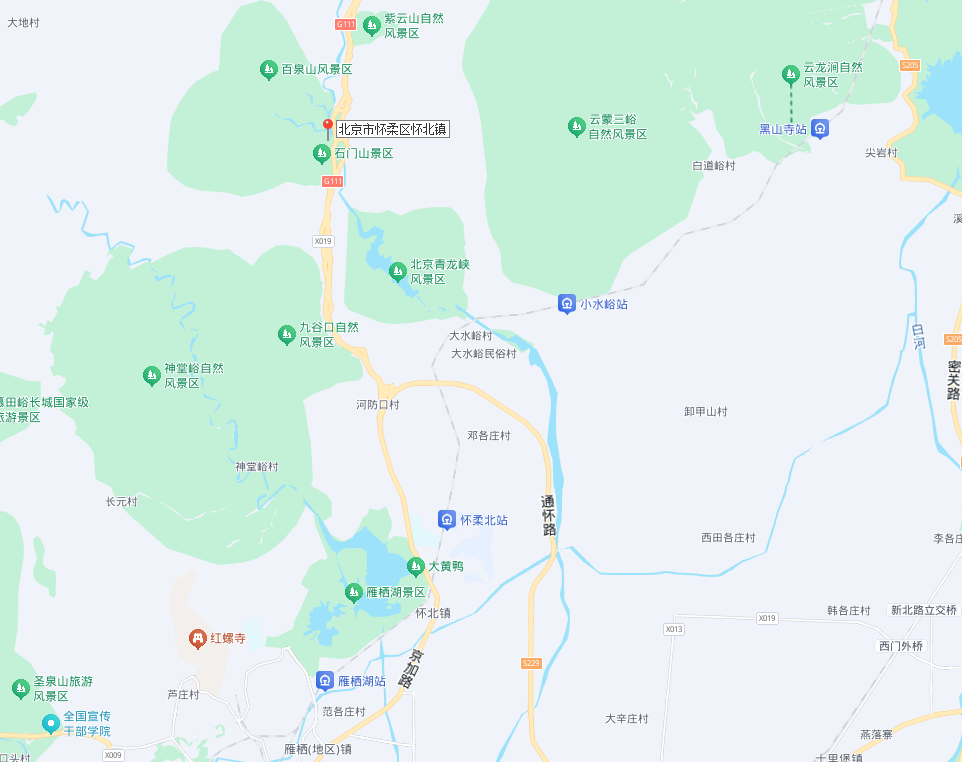 大地村
G111
紫云山自然
风景区
百泉山风景区
云龙涧自然
风景区
S205
北京市怀柔区怀北镇
云蒙三峪
自然风景区
黑山寺站
石门山景区
尖岩村
白道峪村
G111
溪
X019
北京青龙峡
风景区
小水峪站
九谷口自然
风景区
大水峪村
大水峪民俗村
白河
S205
神堂峪自然
风景区
密关路
慕田峪长城国家级
旅游景区
河防口村
卸甲山村
邓各庄村
神堂峪村
长元村
通怀路
怀柔北站
西田各庄村
李各庄
大黄鸭
雁栖湖景区
怀北镇
韩各庄村
新北路立交桥
X019
X013
红螺寺
西门外桥
京加路
S229
圣泉山旅游
风景区
雁栖湖站
芦庄村
范各庄村
全国宣传
干部学院
大辛庄村
燕落寨
雁栖(地区)镇
X009
口头村
十里堡镇